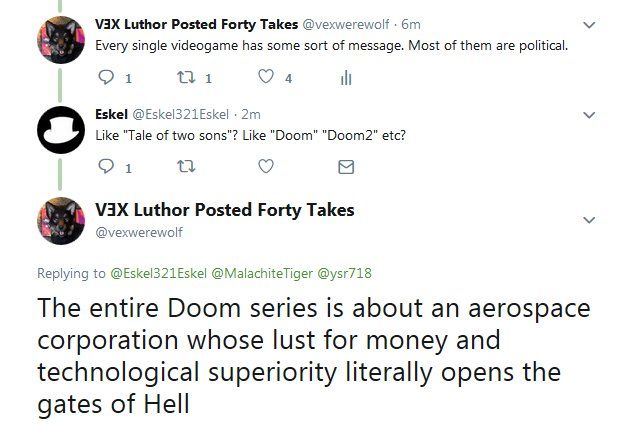 VƎX Luthor Posted Forty Takes @vexwerewolf · 6m
Every single videogame has some sort of message. Most of them are political.
1 1 4
Eskel @Eskel321Eskel · 2m
Like "Tale of two sons"? Like "Doom" "Doom2" etc?
1
VƎX Luthor Posted Forty Takes
@vexwerewolf
Replying to @Eskel321Eskel @MalachiteTiger @ysr718
The entire Doom series is about an aerospace
corporation whose lust for money and
technological superiority literally opens the
gates of Hell